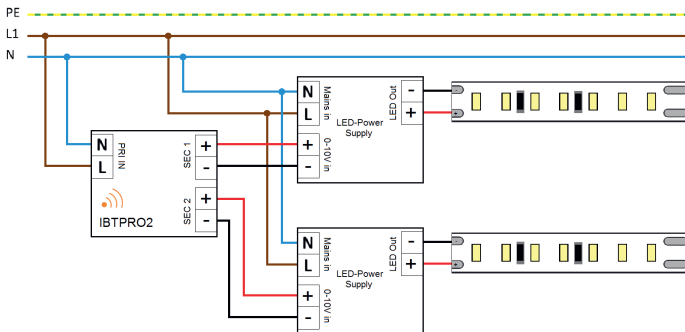 PE
L1
N
N
L
PRI IN
IBTPRO2
SEC 1
+
-
SEC 2
+
-
N
L
Mains in
+
-
0-10V in
LED-Power
Supply
LED Out
-
+
-
+
N
L
Mains in
+
-
0-10V in
LED-Power
Supply
LED Out
-
+
-
+